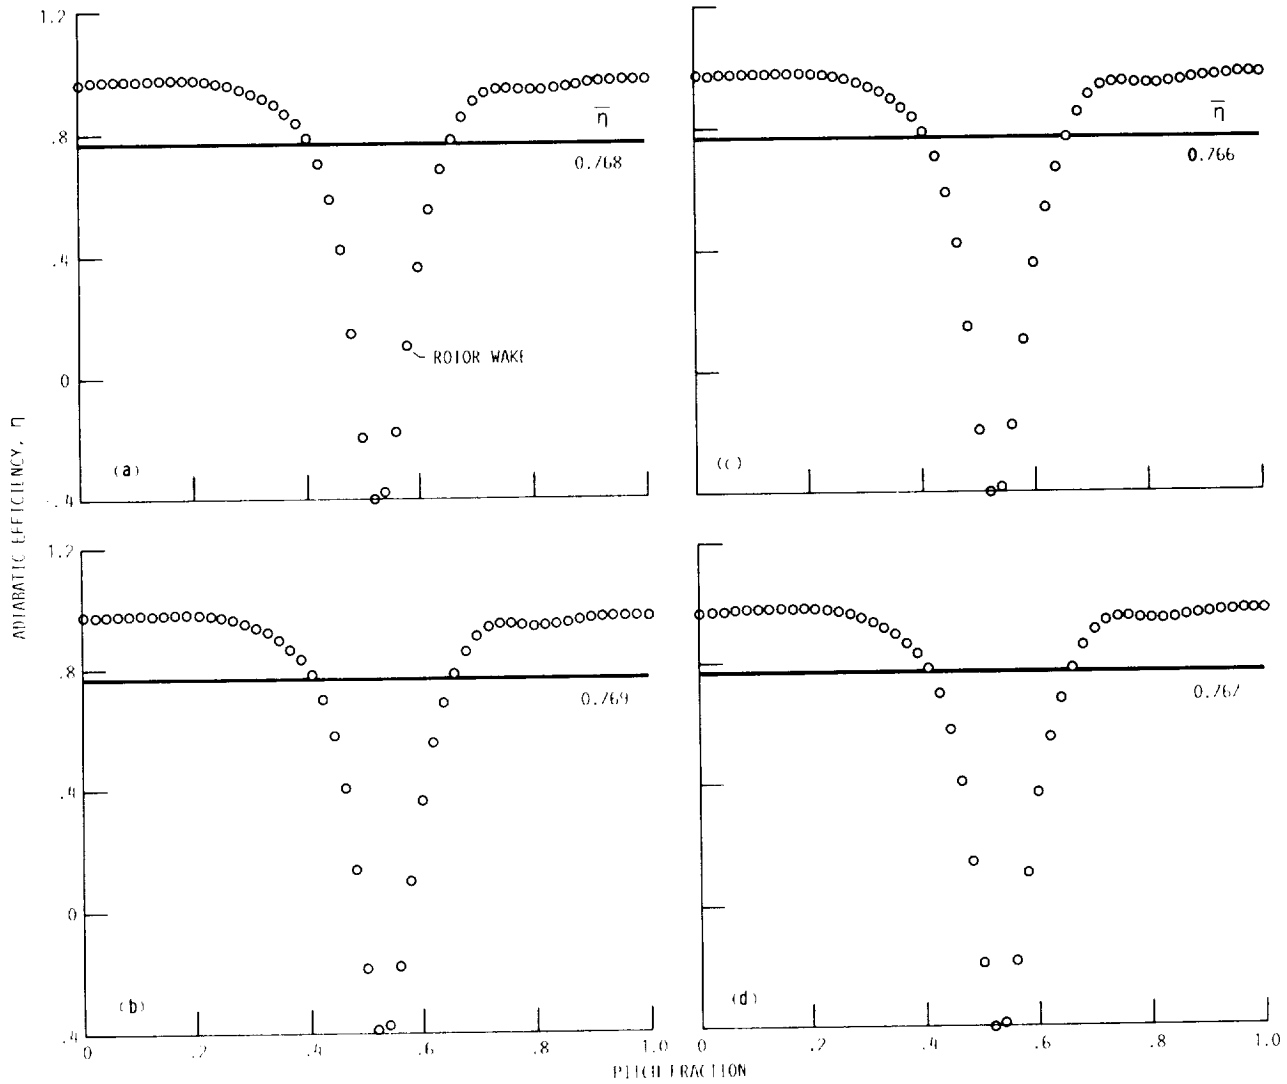 1.2
.8
.4
0
-.4
η̅
0.768
ROTOR WAKE
(a)
η̅
0.766
(c)
ADIABATIC EFFICIENCY, η
1.2
.8
.4
0
-.4
0.769
(b)
0 .2 .4 .6 .8 1.0
0.767
(d)
0 .2 .4 .6 .8 1.0
PITCH FRACTION